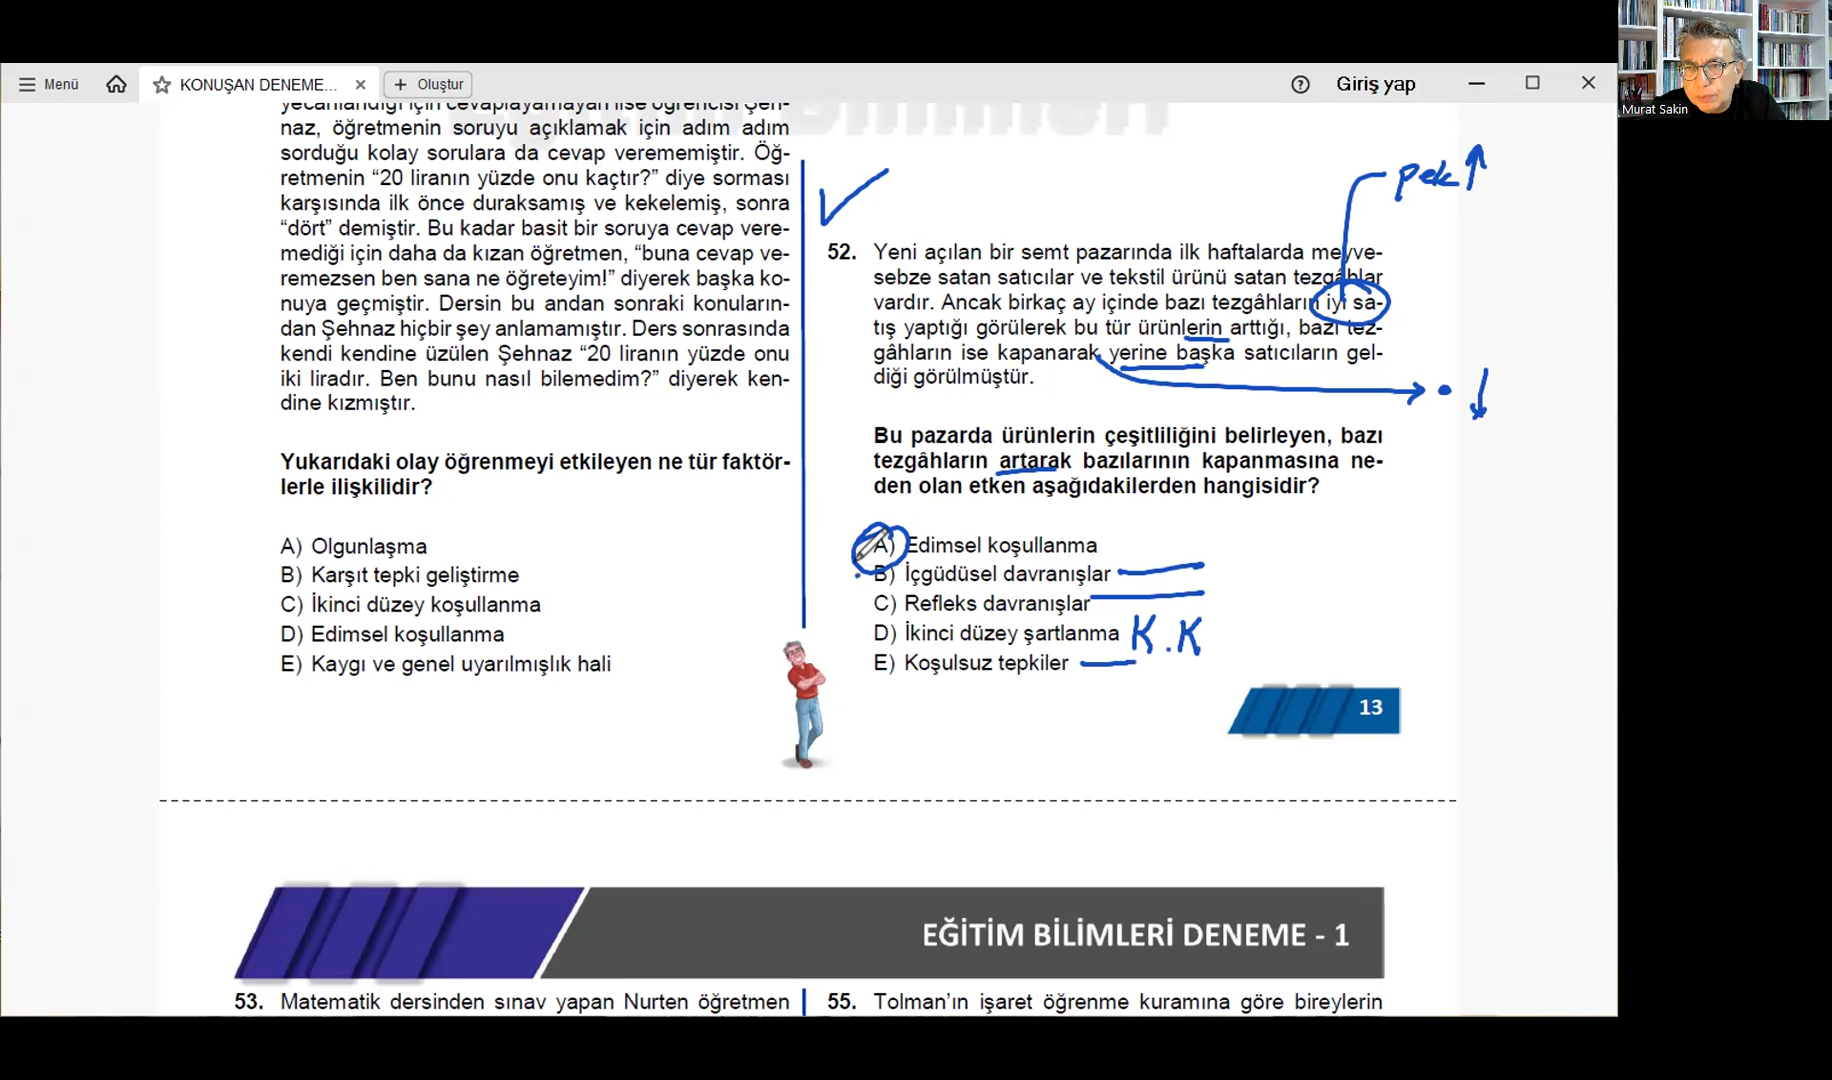 Menü
KONUŞAN DENEME...
Oluştur
Giriş yap
Murat Sakin
yecanlandığı için cevaplayamayan lise öğrencisi Şeh-
naz, öğretmenin soruyu açıklamak için adım adım
sorduğu kolay sorulara da cevap verememiştir. Öğ-
retmenin “20 liranın yüzde onu kaçtır?” diye sorması
karşısında ilk önce duraksamış ve kekelemiş, sonra
“dört” demiştir. Bu kadar basit bir soruya cevap vere-
mediği için daha da kızan öğretmen, “buna cevap ve-
remezsen ben sana ne öğreteyim!” diyerek başka ko-
nuya geçmiştir. Dersin bu andan sonraki konuların-
dan Şehnaz hiçbir şey anlamamıştır. Ders sonrasında
kendi kendine üzülen Şehnaz “20 liranın yüzde onu
iki liradır. Ben bunu nasıl bilemedim?” diyerek ken-
dine kızmıştır.
Yukarıdaki olay öğrenmeyi etkileyen ne tür faktör-
lerle ilişkilidir?
A) Olgunlaşma
B) Karşıt tepki geliştirme
C) İkinci düzey koşullanma
D) Edimsel koşullanma
E) Kaygı ve genel uyarılmışlık hali
pek
52. Yeni açılan bir semt pazarında ilk haftalarda meyve-
sebze satan satıcılar ve tekstil ürünü satan tezgâhlar
vardır. Ancak birkaç ay içinde bazı tezgâhların iyi sa-
tış yaptığı görülerek bu tür ürünlerin arttığı, bazı tez-
gâhların ise kapanarak yerine başka satıcıların gel-
diği görülmüştür.
Bu pazarda ürünlerin çeşitliliğini belirleyen, bazı
tezgâhların artarak bazılarının kapanmasına ne-
den olan etken aşağıdakilerden hangisidir?
A) Edimsel koşullanma
B) İçgüdüsel davranışlar
C) Refleks davranışlar
D) İkinci düzey şartlanma K.K
E) Koşulsuz tepkiler
13
EĞİTİM BİLİMLERİ DENEME - 1
53. Matematik dersinden sınav yapan Nurten öğretmen
55. Tolman’ın işaret öğrenme kuramına göre bireylerin